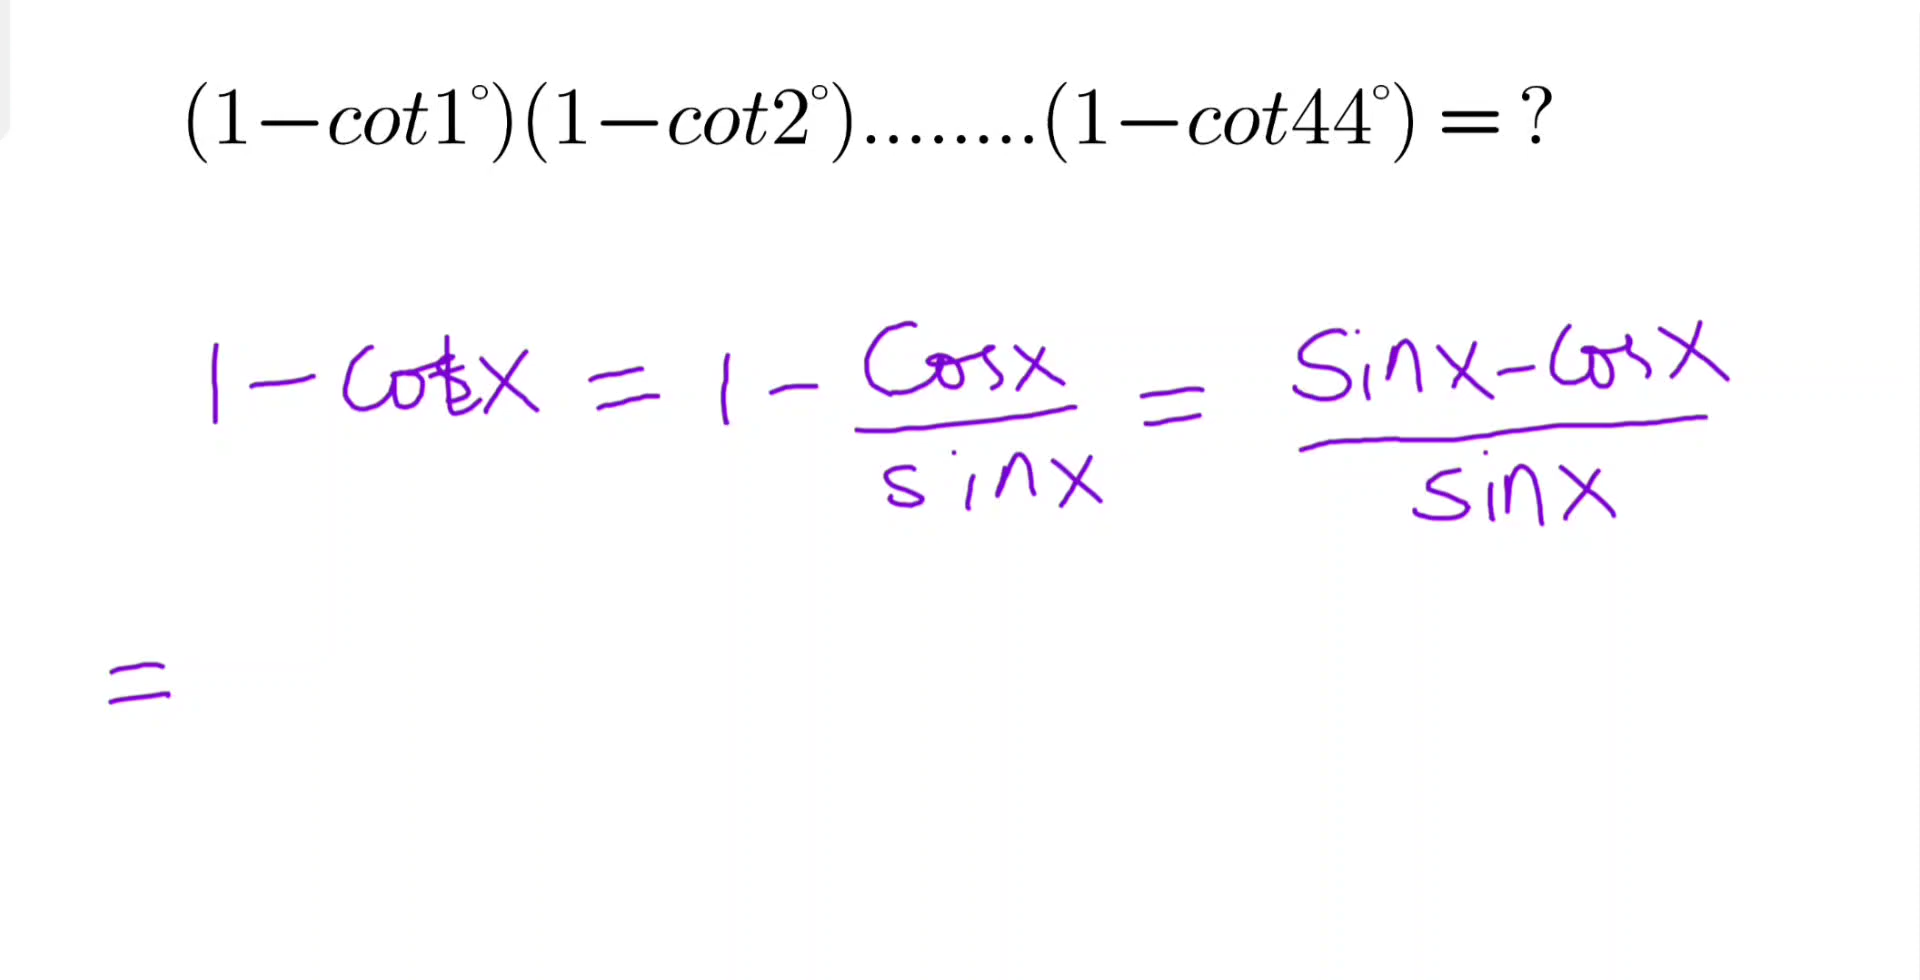 (1−cot1°)(1−cot2°)........(1−cot44°) = ?
1 − cotx = 1 − Cosx/sinx = Sinx−Cosx/sinx
=